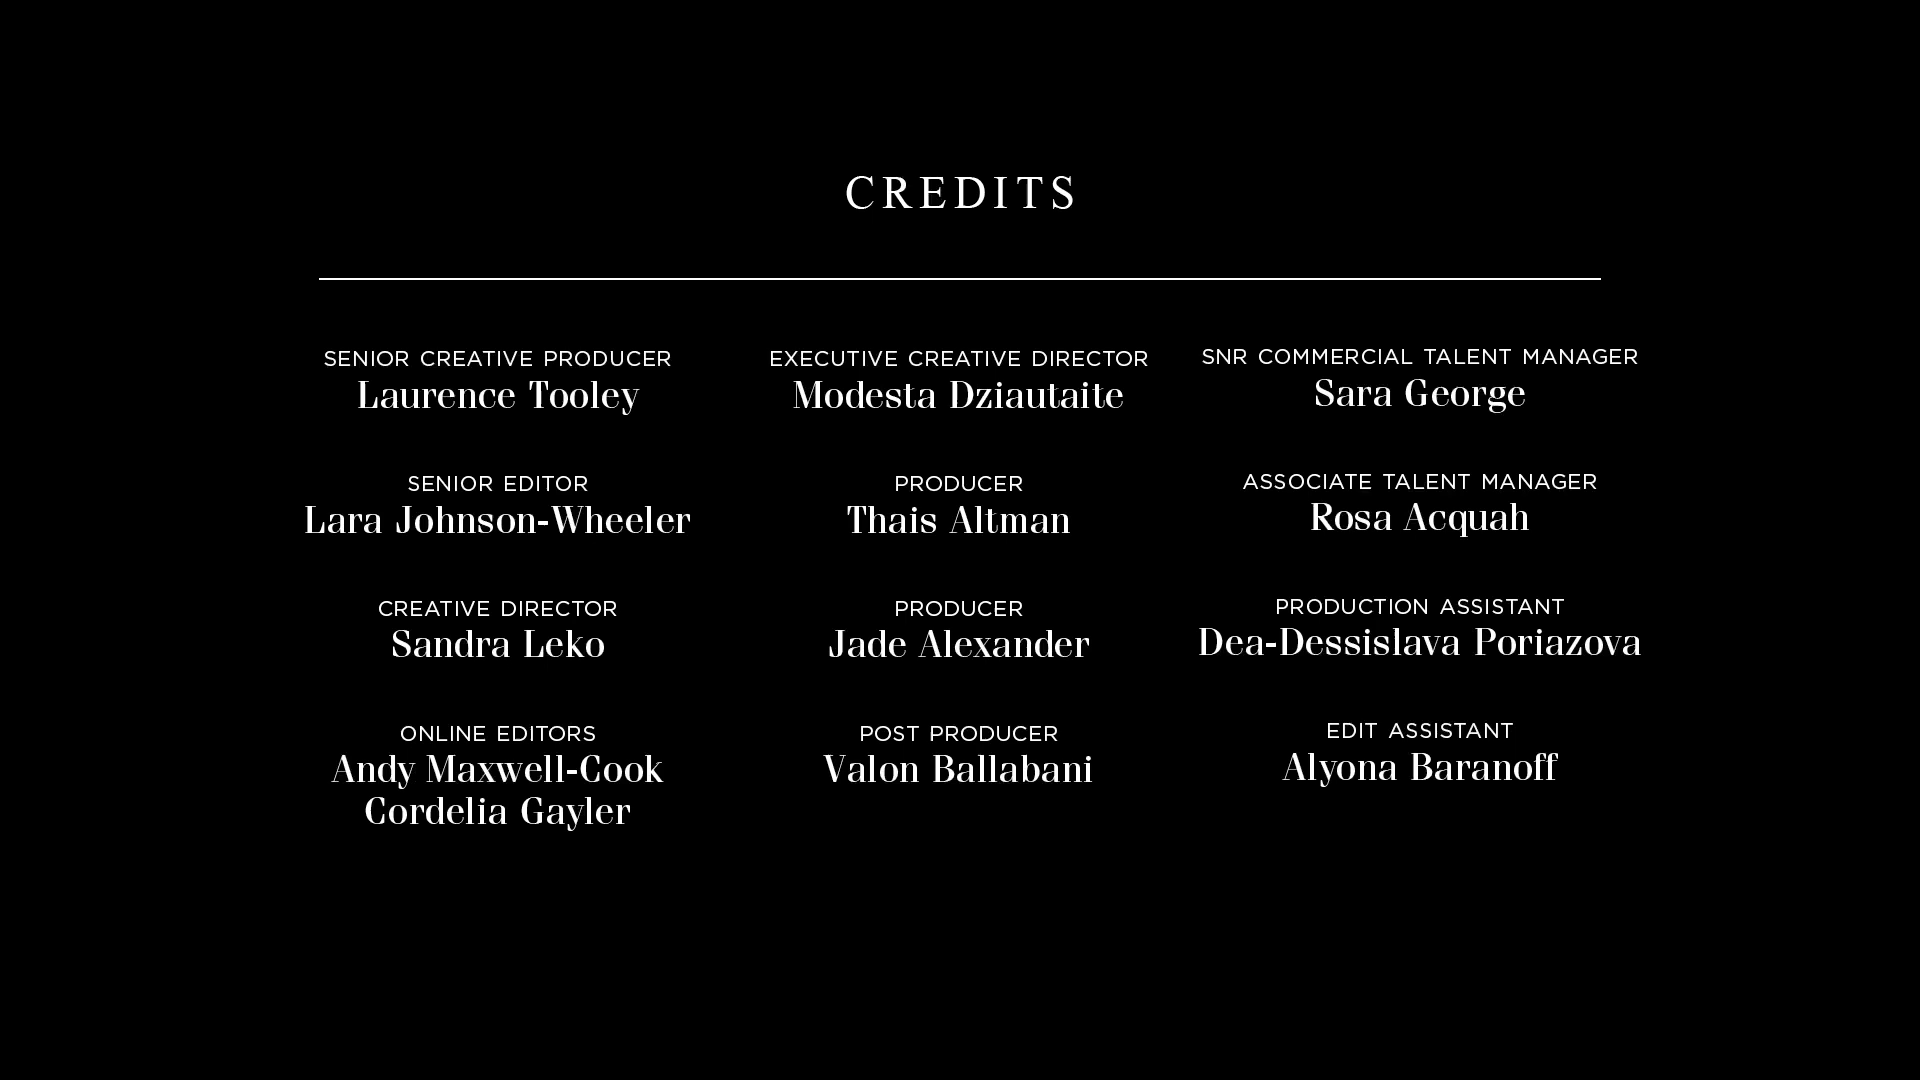 CREDITS
SENIOR CREATIVE PRODUCER
Laurence Tooley
SENIOR EDITOR
Lara Johnson-Wheeler
CREATIVE DIRECTOR
Sandra Leko
ONLINE EDITORS
Andy Maxwell-Cook
Cordelia Gayler
EXECUTIVE CREATIVE DIRECTOR
Modesta Dziautaite
PRODUCER
Thais Altman
PRODUCER
Jade Alexander
POST PRODUCER
Valon Ballabani
SNR COMMERCIAL TALENT MANAGER
Sara George
ASSOCIATE TALENT MANAGER
Rosa Acquah
PRODUCTION ASSISTANT
Dea-Dessislava Poriazova
EDIT ASSISTANT
Alyona Baranoff